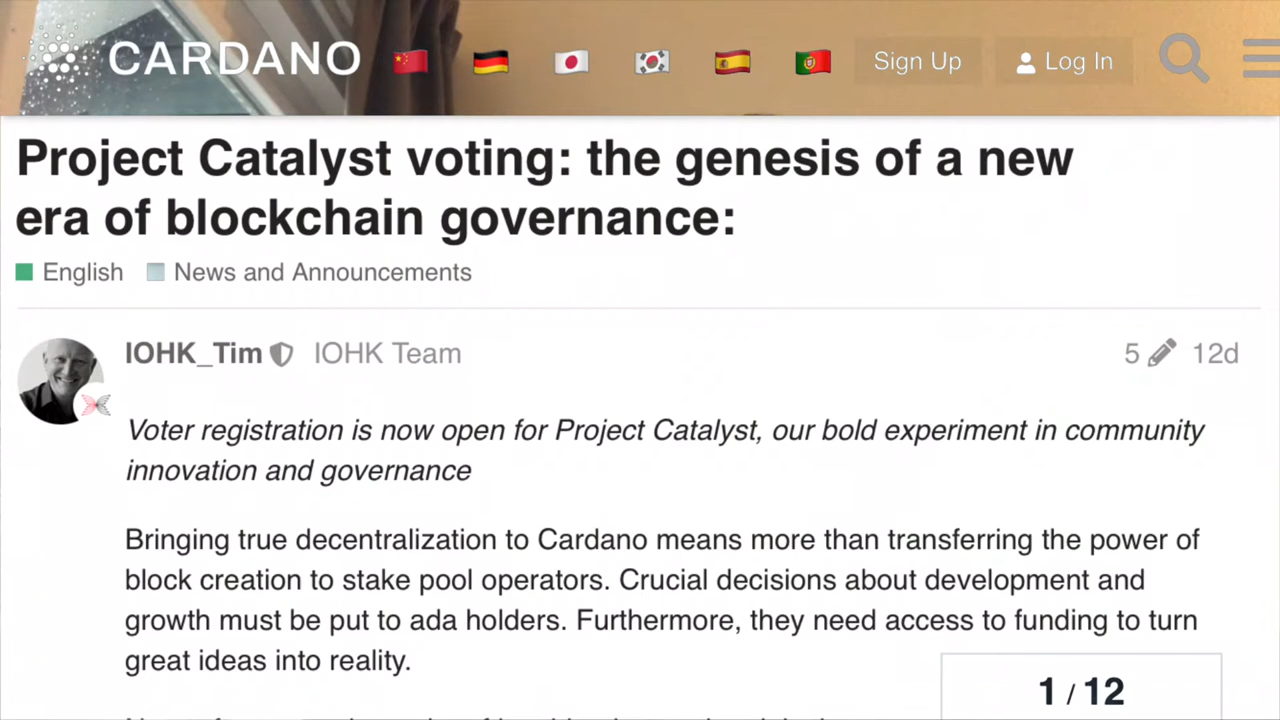 CARDANO
Sign Up
Log In
Project Catalyst voting: the genesis of a new
era of blockchain governance:
English News and Announcements
IOHK_Tim IOHK Team 5 12d
Voter registration is now open for Project Catalyst, our bold experiment in community
innovation and governance
Bringing true decentralization to Cardano means more than transferring the power of
block creation to stake pool operators. Crucial decisions about development and
growth must be put to ada holders. Furthermore, they need access to funding to turn
great ideas into reality.
1 / 12